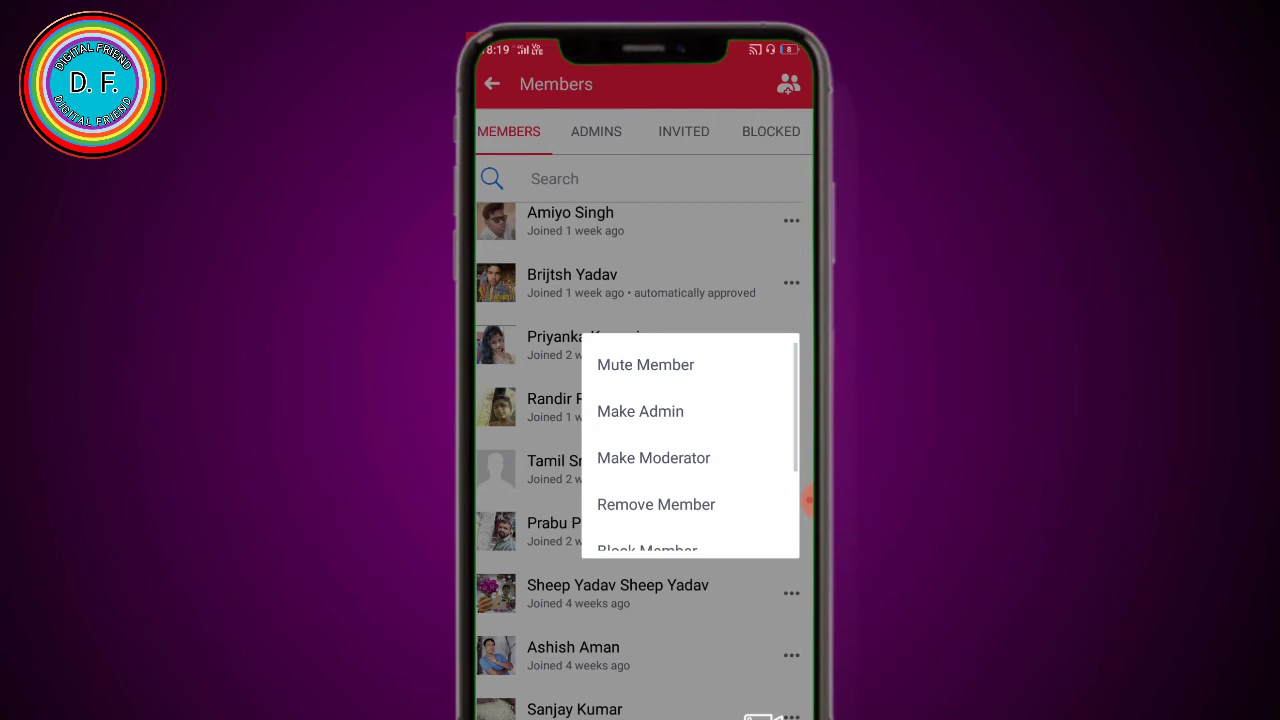 DIGITAL FRIEND
D. F.
DIGITAL FRIEND
8:19
8
Members
MEMBERS ADMINS INVITED BLOCKED
Search
Amiyo Singh
Joined 1 week ago
Brijtsh Yadav
Joined 1 week ago • automatically approved
Priyanka
Joined 2 w
Randir
Joined 1 w
Tamil
Joined 2 w
Prabu P
Joined 2 w
Mute Member
Make Admin
Make Moderator
Remove Member
Block Member
Sheep Yadav Sheep Yadav
Joined 4 weeks ago
Ashish Aman
Joined 4 weeks ago
Sanjay Kumar